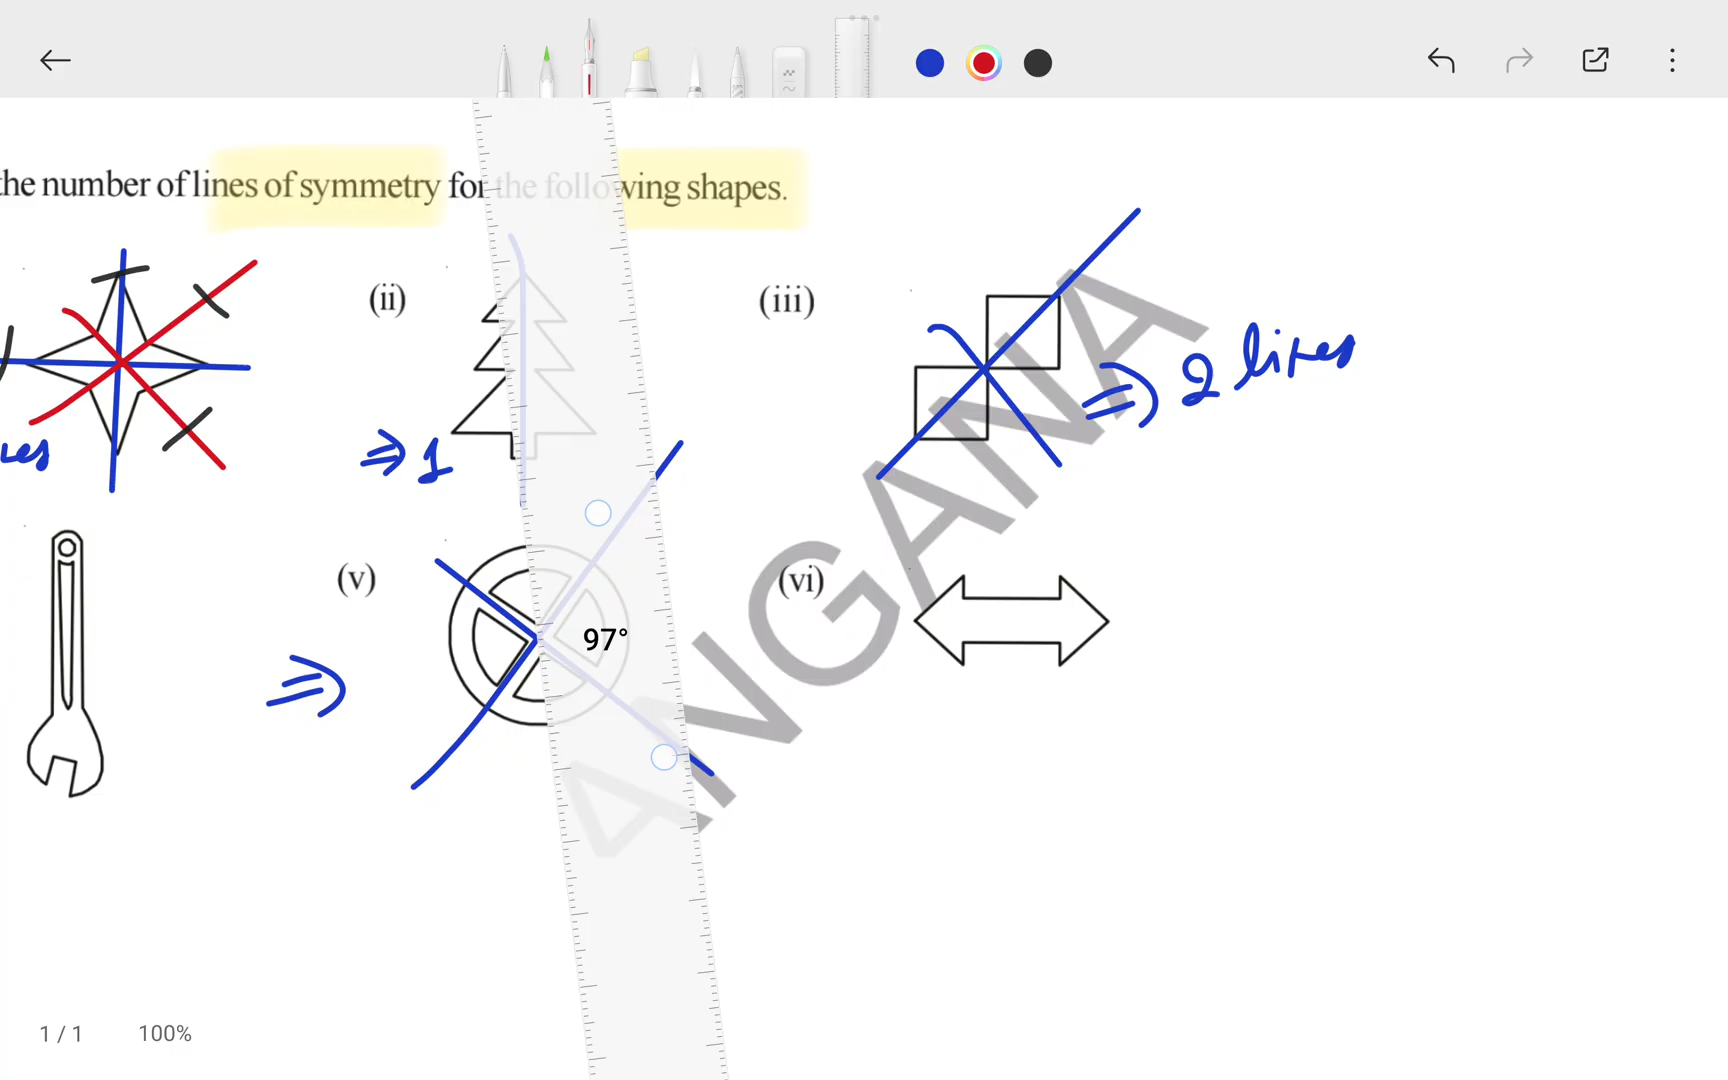 the number of lines of symmetry for the following shapes.
(ii)
(iii)
⇒ 1
⇒ 2 lines
(v)
(vi)
97°
⇒
ANGANA
1 / 1
100%